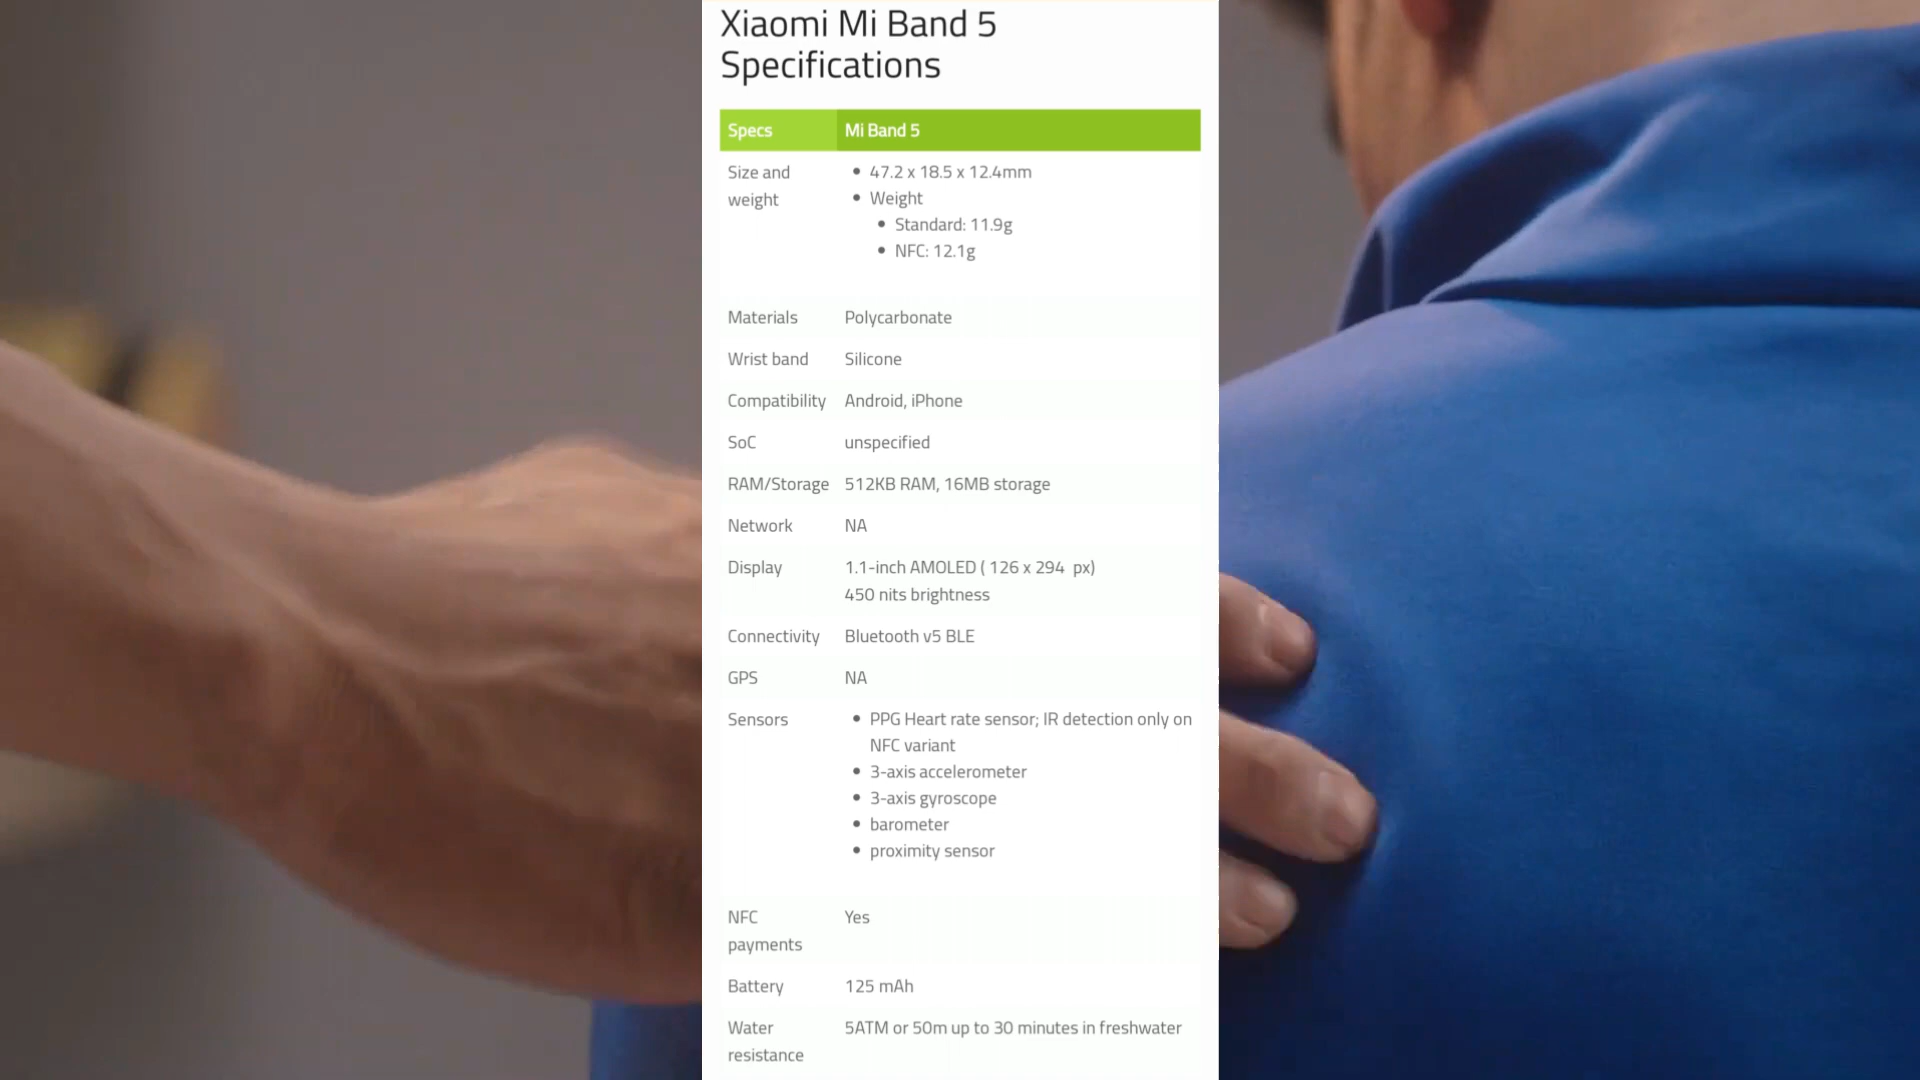 Xiaomi Mi Band 5
Specifications
Specs Mi Band 5
Size and weight
• 47.2 x 18.5 x 12.4mm
• Weight
• Standard: 11.9g
• NFC: 12.1g
Materials Polycarbonate
Wrist band Silicone
Compatibility Android, iPhone
SoC unspecified
RAM/Storage 512KB RAM, 16MB storage
Network NA
Display 1.1-inch AMOLED ( 126 x 294 px)
450 nits brightness
Connectivity Bluetooth v5 BLE
GPS NA
Sensors
• PPG Heart rate sensor; IR detection only on
NFC variant
• 3-axis accelerometer
• 3-axis gyroscope
• barometer
• proximity sensor
NFC
payments
Yes
Battery 125 mAh
Water
resistance
5ATM or 50m up to 30 minutes in freshwater